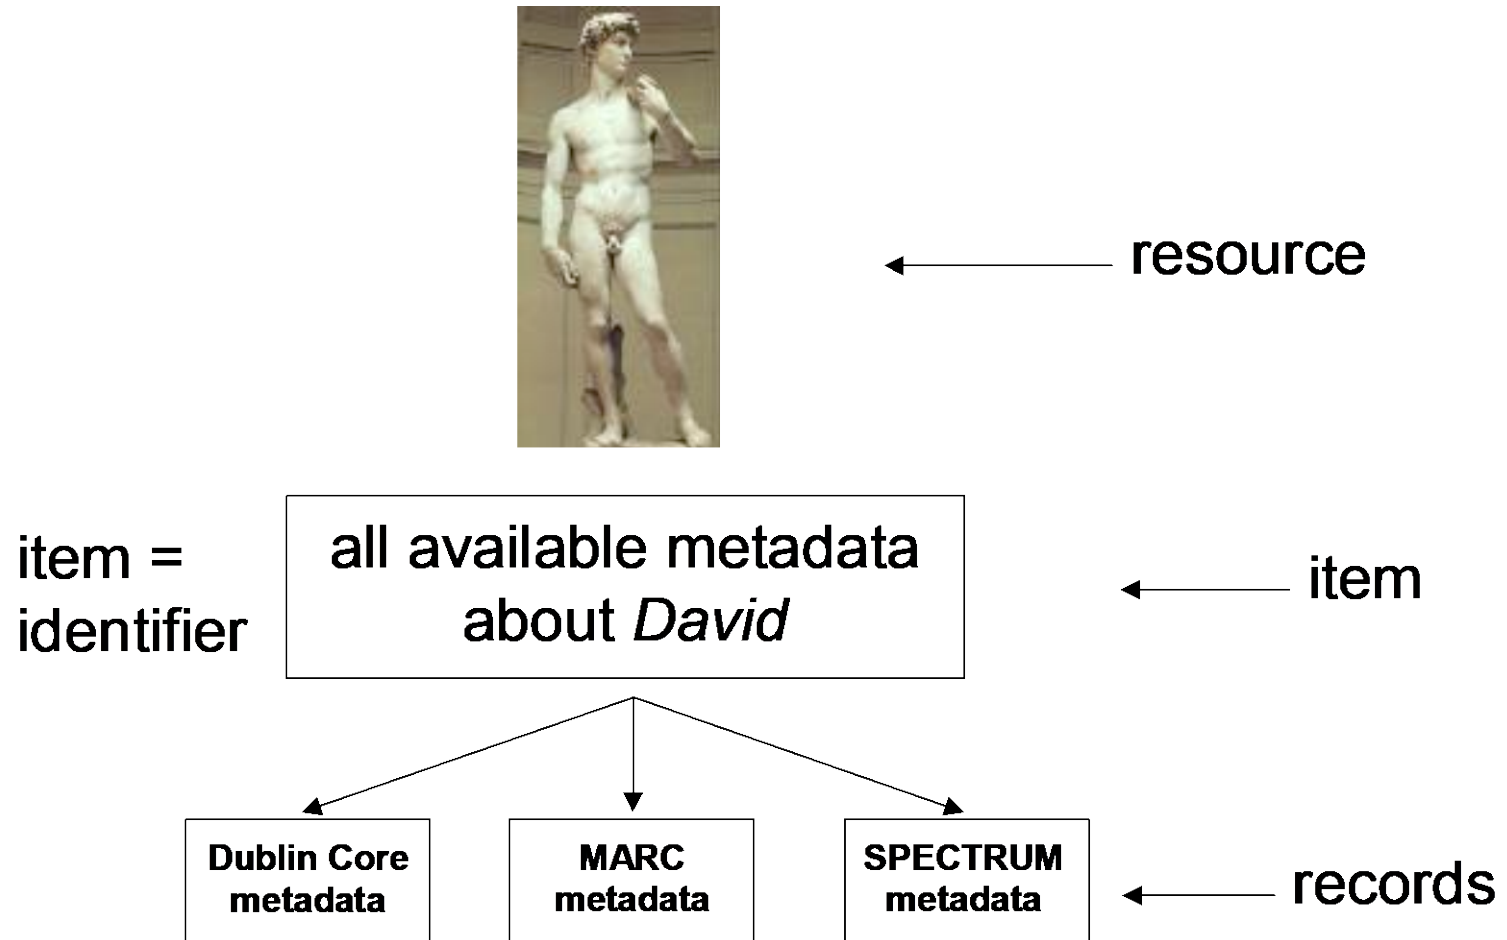 resource
item =
identifier
all available metadata
about David
item
Dublin Core
metadata
MARC
metadata
SPECTRUM
metadata
records